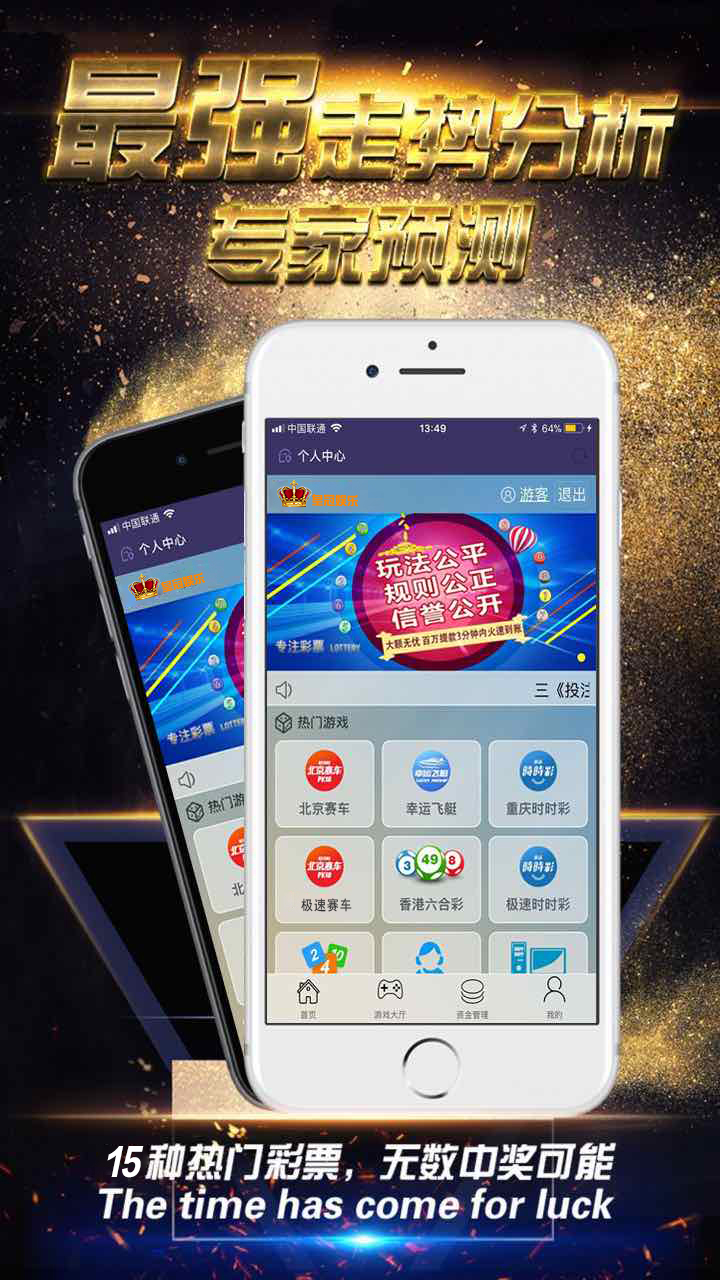 最强走势分析
专家预测
中国联通
13:49
64%
个人中心
游客 退出
玩法公平
规则公正
信誉公开
大额无忧 百万提款3分钟内火速到账
专注彩票 LOTTERY
三《投注
热门游戏
北京赛车
PK10
北京赛车
幸运飞艇
幸运飞艇
時時彩
重庆时时彩
北京赛车
PK10
极速赛车
3 49 8
香港六合彩
時時彩
极速时时彩
2
10
4
首页
游戏大厅
资金管理
我的
中国联通
个人中心
专注彩票
热门游
15种热门彩票，无数中奖可能
The time has come for luck